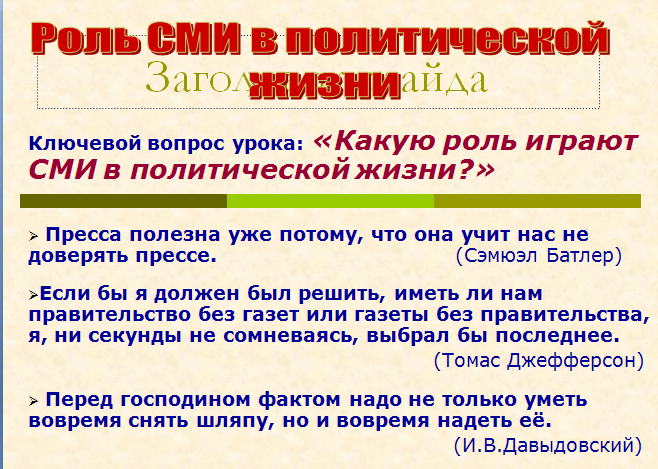 Роль СМИ в политической
жизни
Ключевой вопрос урока: «Какую роль играют
СМИ в политической жизни?»
Пресса полезна уже потому, что она учит нас не
доверять прессе. (Сэмюэл Батлер)
Если бы я должен был решить, иметь ли нам
правительство без газет или газеты без правительства,
я, ни секунды не сомневаясь, выбрал бы последнее.
(Томас Джефферсон)
Перед господином фактом надо не только уметь
вовремя снять шляпу, но и вовремя надеть её.
(И.В.Давыдовский)